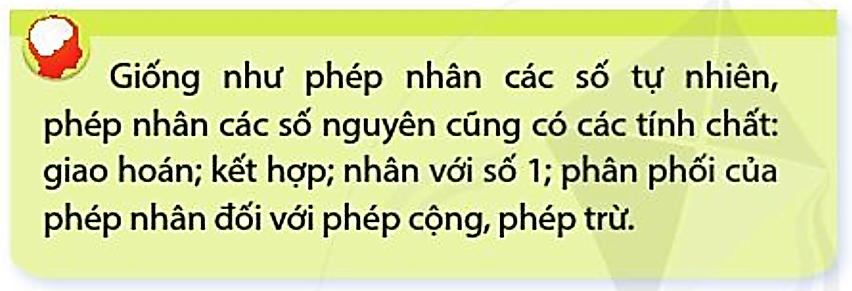 Giống như phép nhân các số tự nhiên,
phép nhân các số nguyên cũng có các tính chất:
giao hoán; kết hợp; nhân với số 1; phân phối của
phép nhân đối với phép cộng, phép trừ.